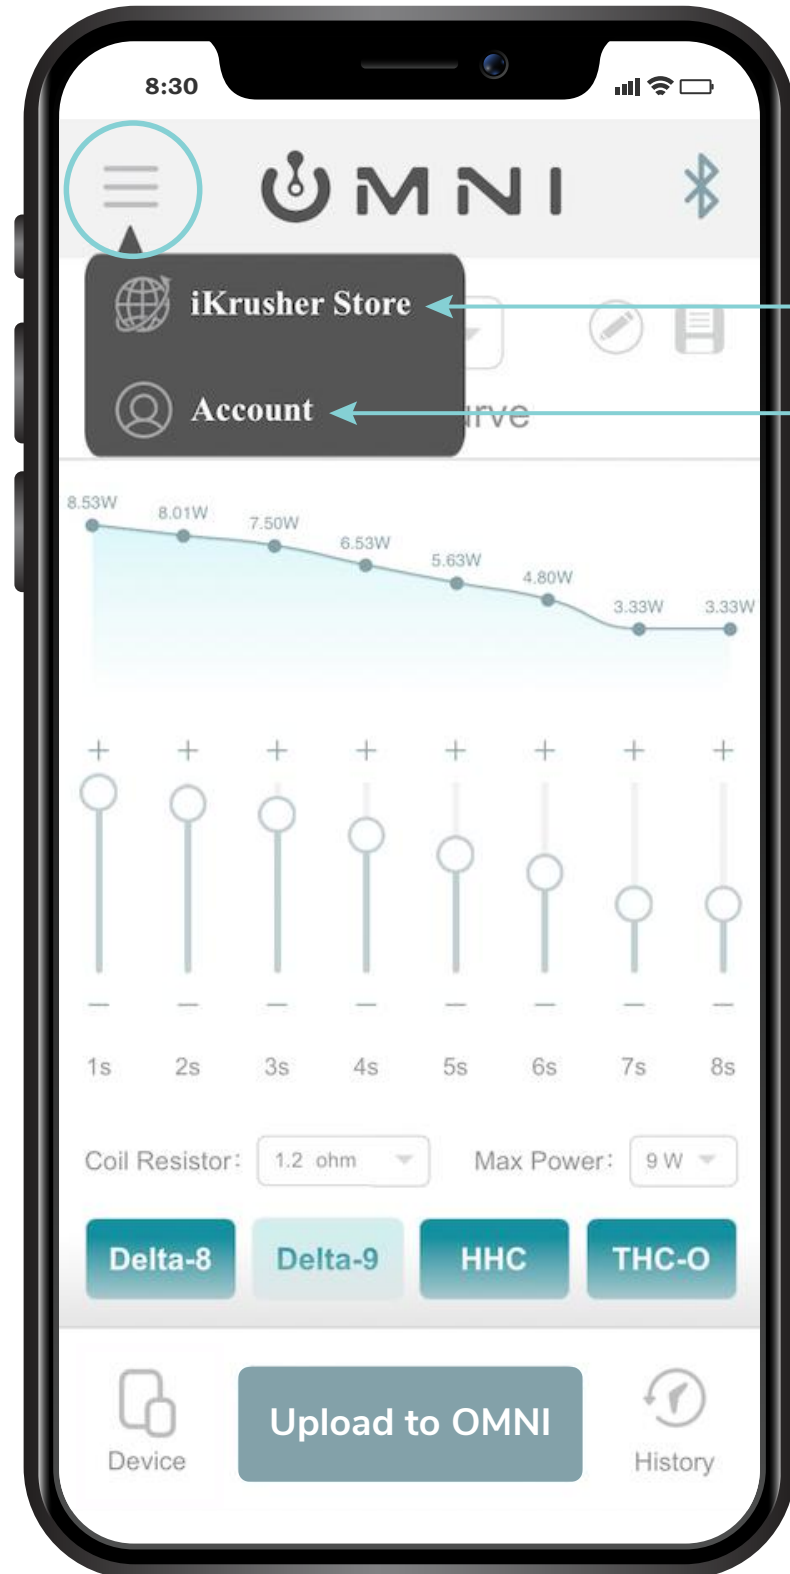 8:30
OMNI
iKrusher Store
Account
urve
8.53W 8.01W 7.50W 6.53W 5.63W 4.80W 3.33W 3.33W
+ + + + + + + +
− − − − − − − −
1s 2s 3s 4s 5s 6s 7s 8s
Coil Resistor: 1.2 ohm Max Power: 9 W
Delta-8 Delta-9 HHC THC-O
Upload to OMNI
Device History